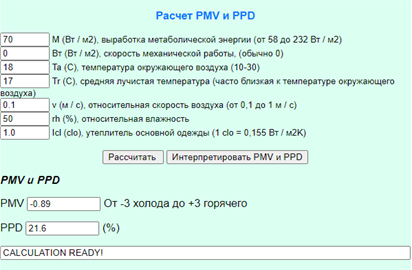 Расчет PMV и PPD
70 M (Вт / м2), выработка метаболической энергии (от 58 до 232 Вт / м2)
0 Вт (Вт / м2), скорость механической работы, (обычно 0)
18 Ta (C), температура окружающего воздуха (10-30)
17 Tr (C), средняя лучистая температура (часто близкая к температуре окружающего
воздуха)
0.1 v (м / с), относительная скорость воздуха (от 0,1 до 1 м / с)
50 rh (%), относительная влажность
1.0 Icl (clo), утеплитель основной одежды (1 clo = 0,155 Вт / м2K)
Рассчитать Интерпретировать PMV и PPD
PMV и PPD
PMV -0.89 От -3 холода до +3 горячего
PPD 21.6 (%)
CALCULATION READY!